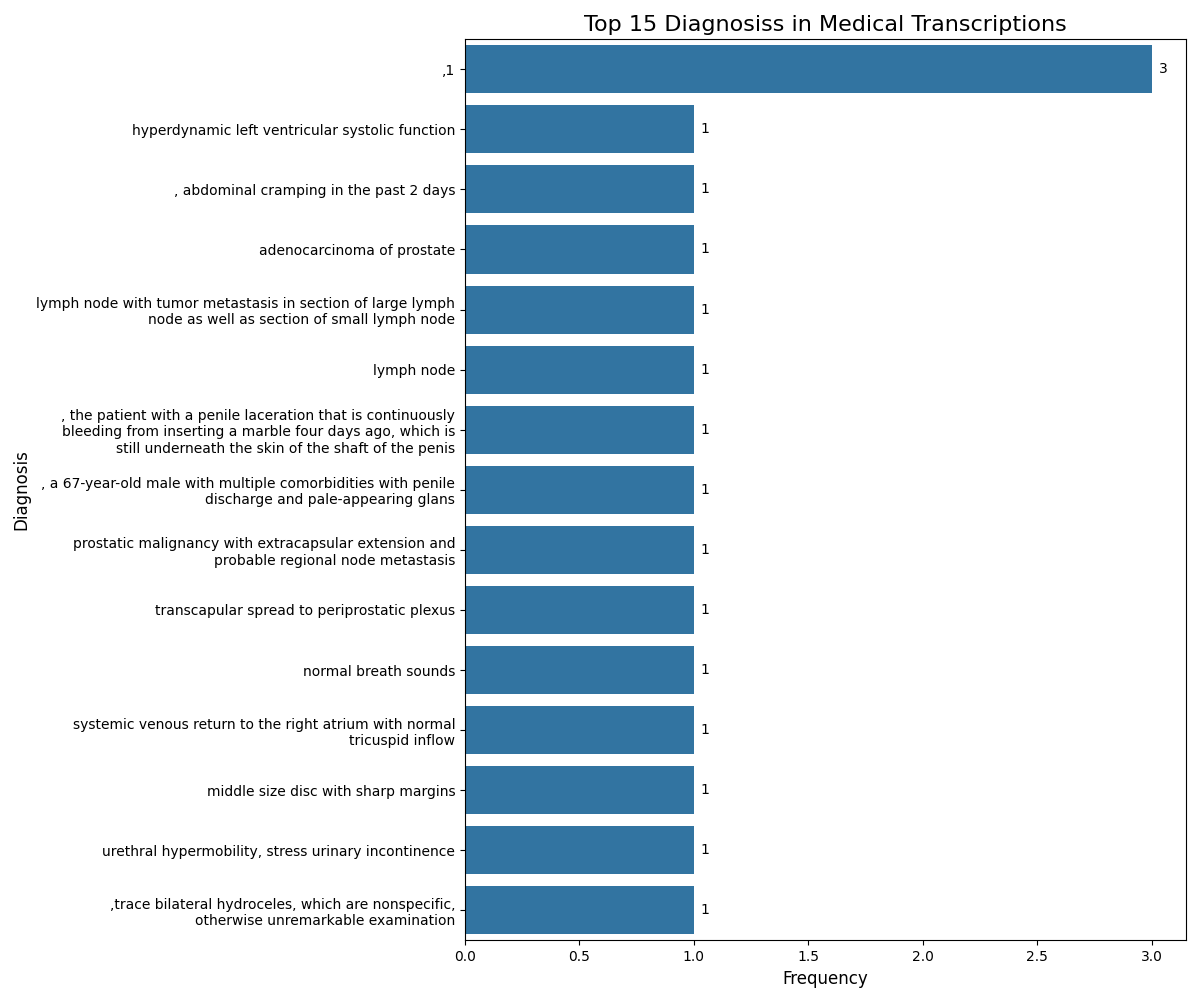 Top 15 Diagnosiss in Medical Transcriptions
,1
3
hyperdynamic left ventricular systolic function
1
, abdominal cramping in the past 2 days
1
adenocarcinoma of prostate
1
lymph node with tumor metastasis in section of large lymph
node as well as section of small lymph node
1
lymph node
1
, the patient with a penile laceration that is continuously
bleeding from inserting a marble four days ago, which is
still underneath the skin of the shaft of the penis
1
, a 67-year-old male with multiple comorbidities with penile
discharge and pale-appearing glans
1
prostatic malignancy with extracapsular extension and
probable regional node metastasis
1
transcapular spread to periprostatic plexus
1
normal breath sounds
1
systemic venous return to the right atrium with normal
tricuspid inflow
1
middle size disc with sharp margins
1
urethral hypermobility, stress urinary incontinence
1
,trace bilateral hydroceles, which are nonspecific,
otherwise unremarkable examination
1
Diagnosis
0.0 0.5 1.0 1.5 2.0 2.5 3.0
Frequency